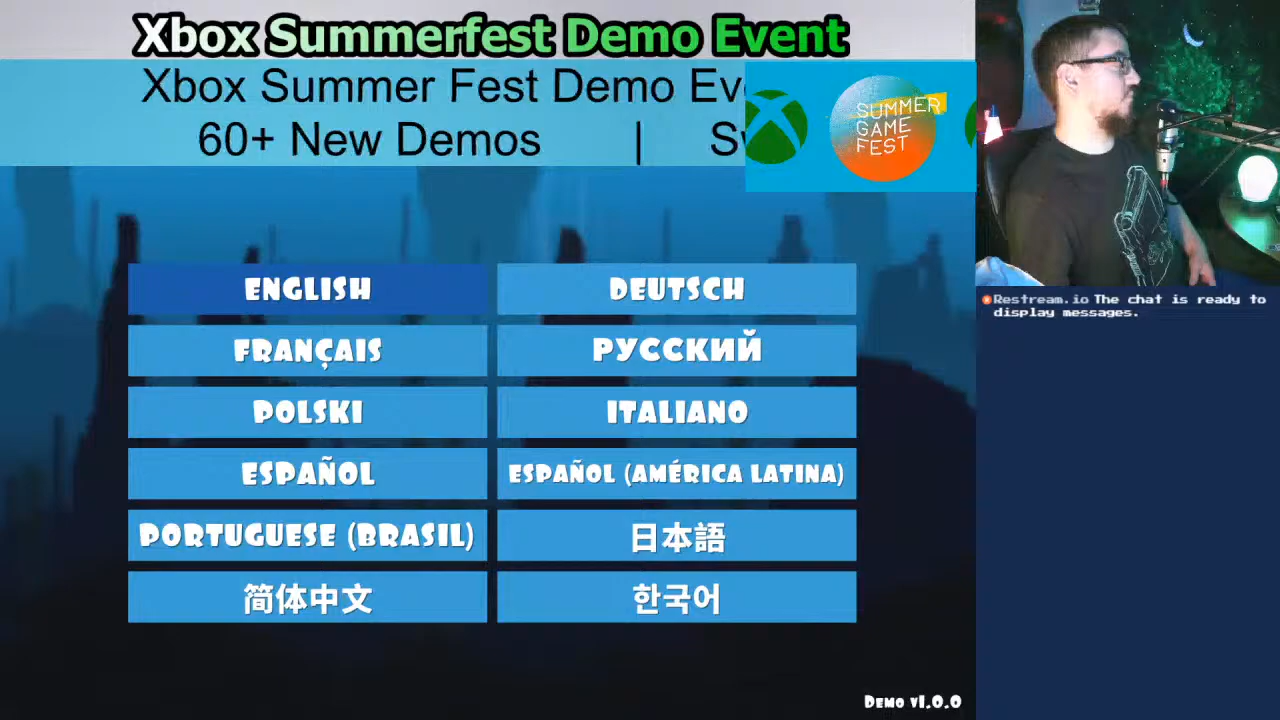 Xbox Summerfest Demo Event
Xbox Summer Fest Demo
60+ New Demos |
SUMMER
GAME
FEST
Restream.io The chat is ready to
display messages.
ENGLISH
DEUTSCH
FRANÇAIS
РУССКИЙ
POLSKI
ITALIANO
ESPAÑOL
ESPAÑOL (AMÉRICA LATINA)
PORTUGUESE (BRASIL)
日本語
简体中文
한국어
Demo v1.0.0